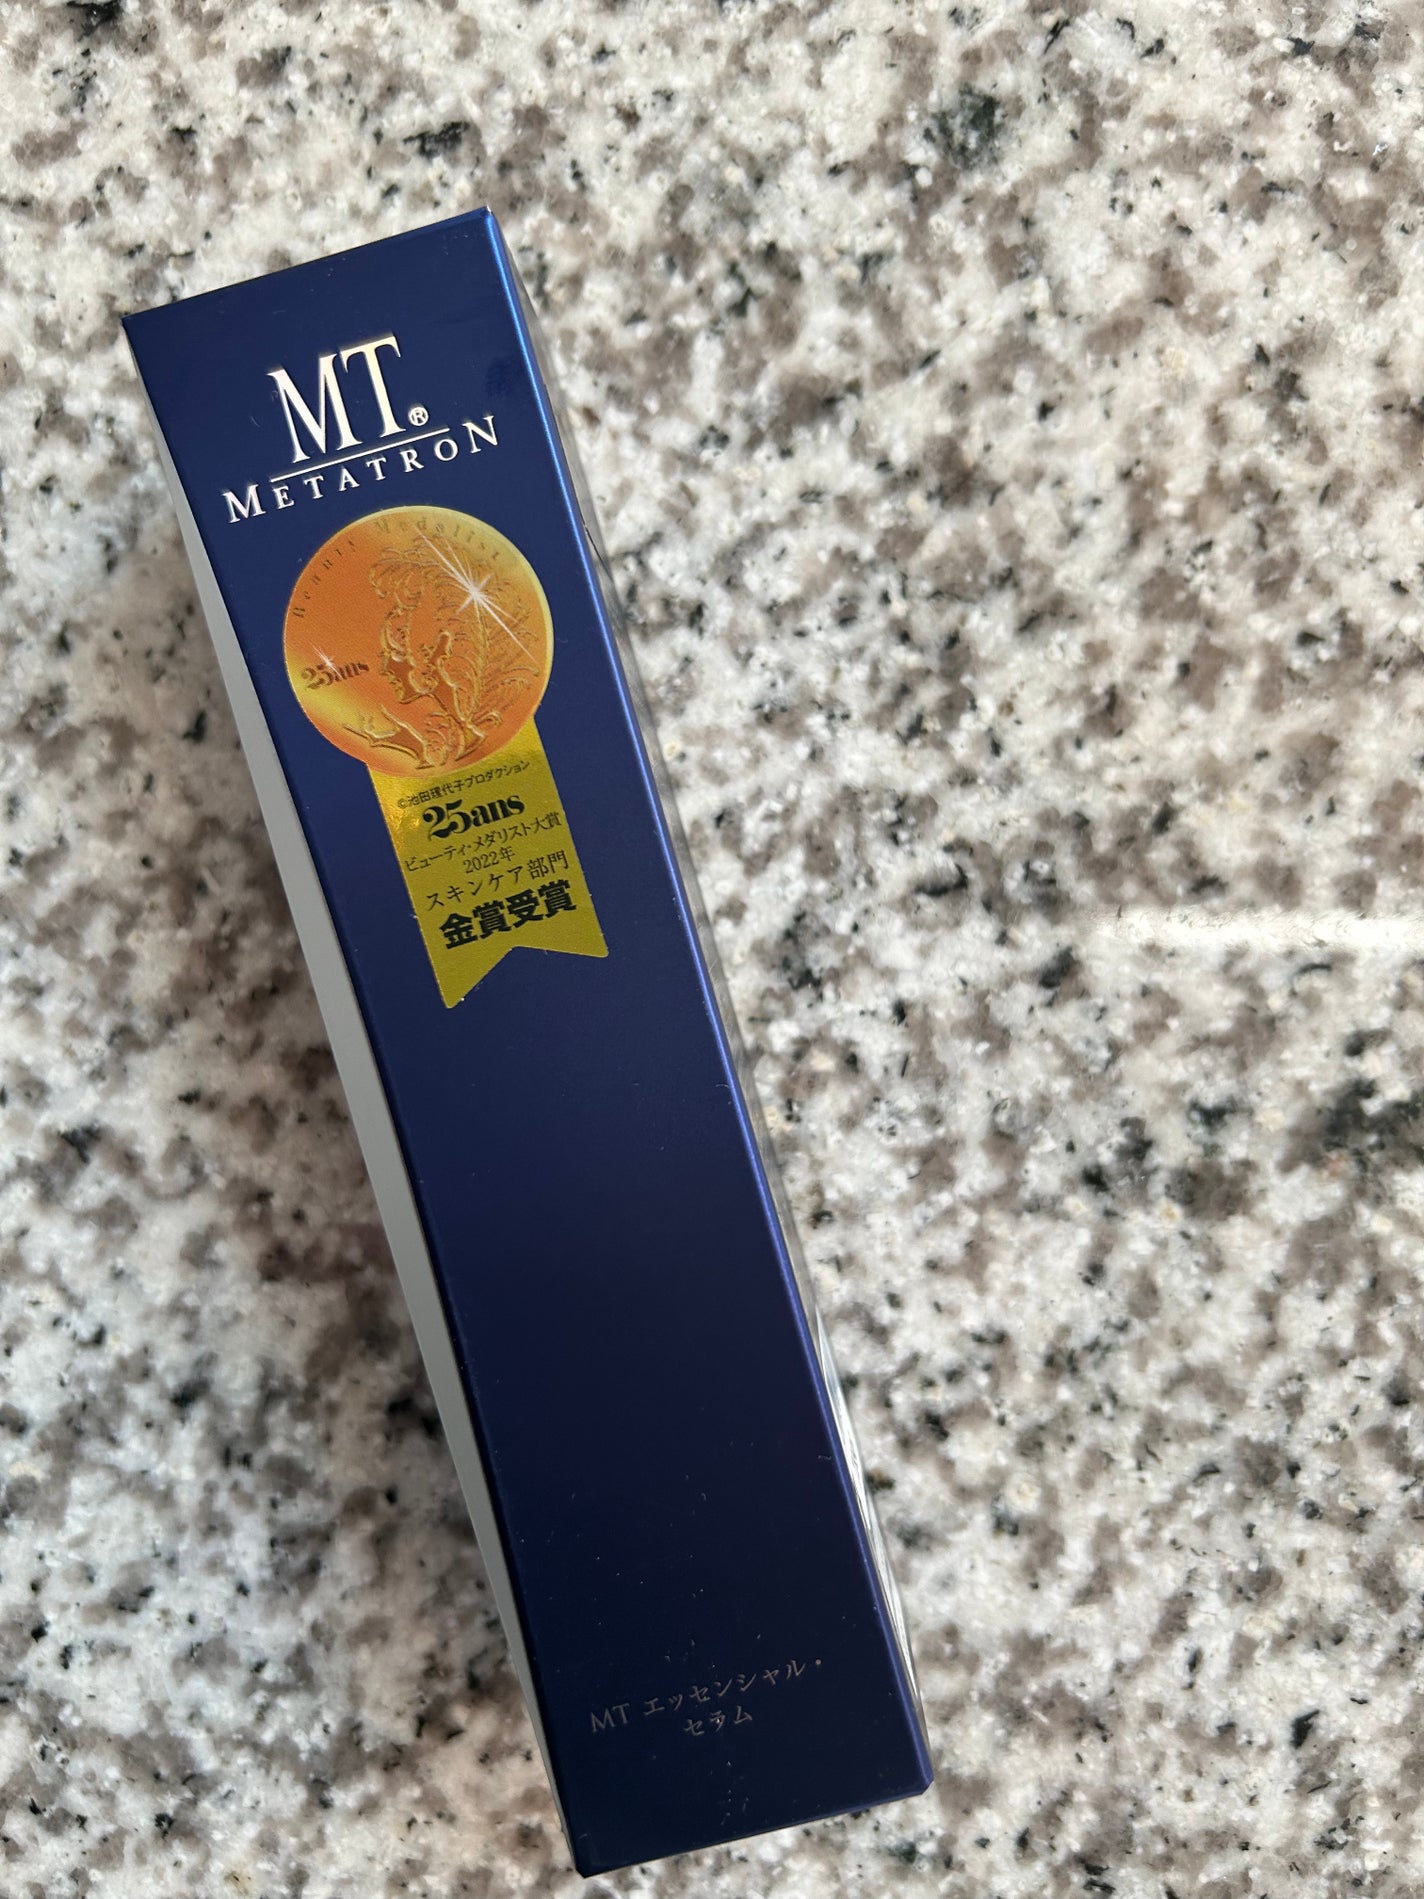 MT®
METATRON
Beauty Medalist
25ans
©池田理代子プロダクション
25ans
ビューティ・メダリスト大賞
2022年
スキンケア部門
金賞受賞
MT エッセンシャル・
セラム